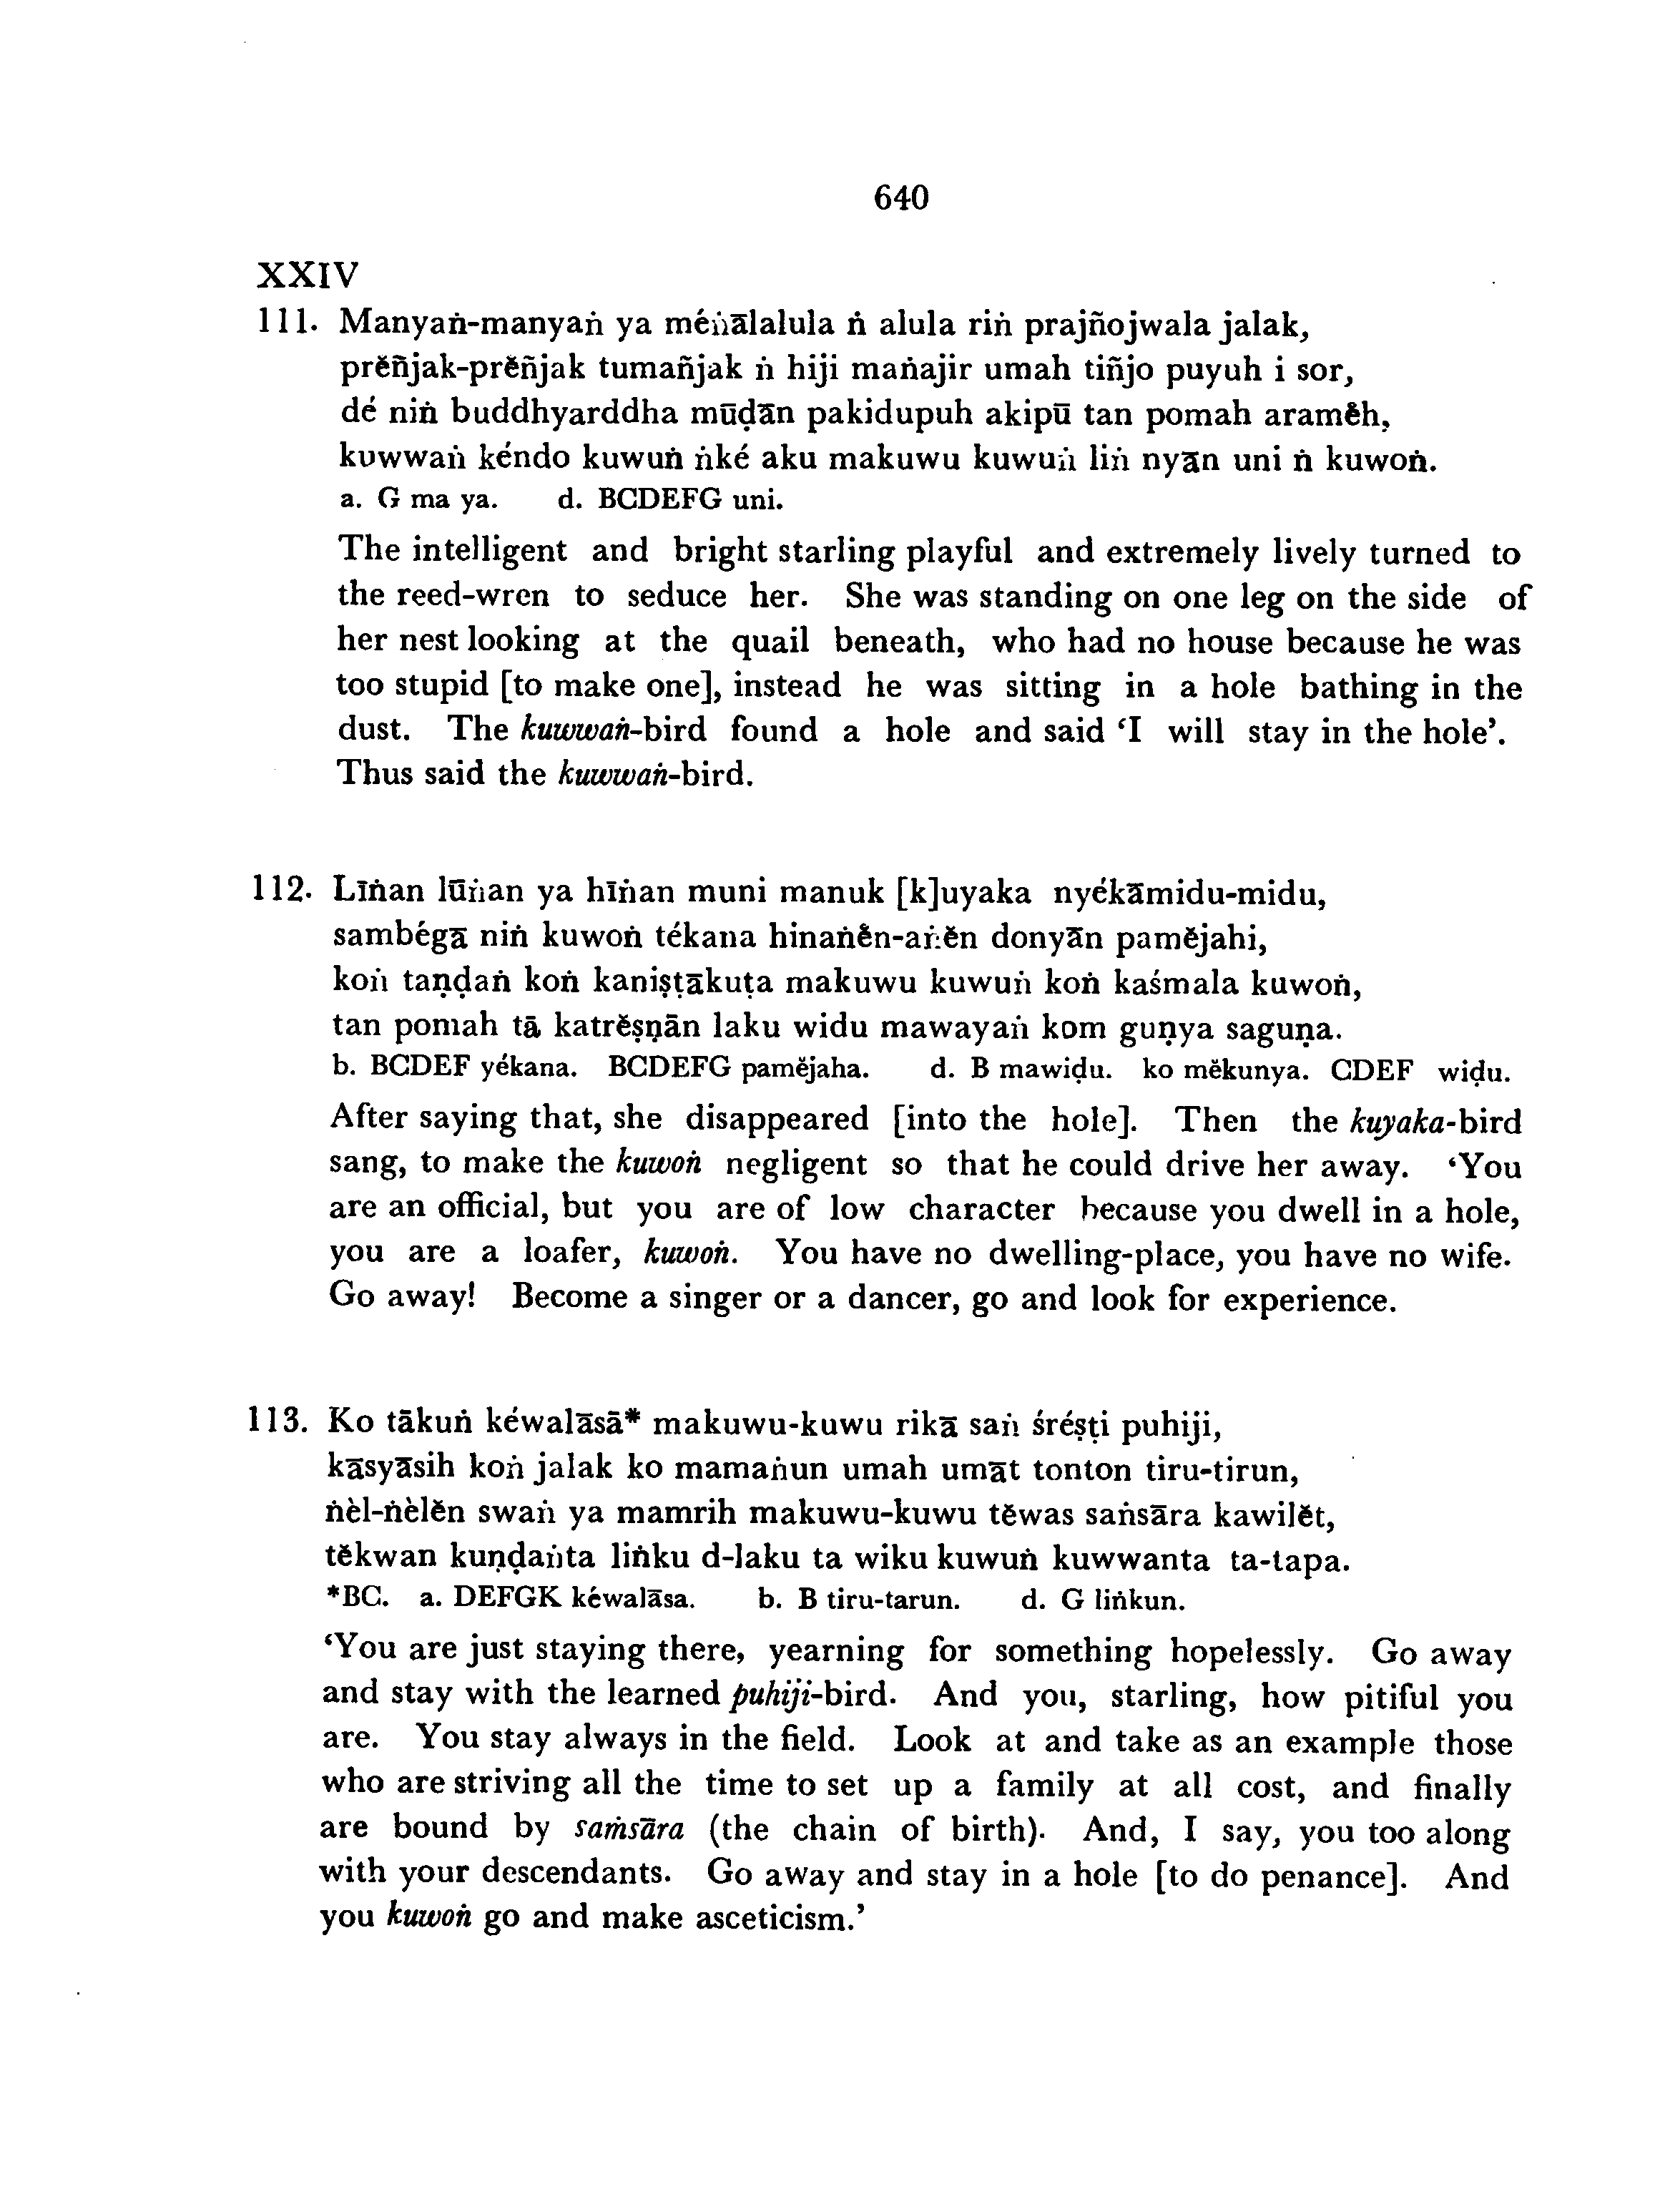 640
XXIV
111. Manyaṅ-manyaṅ ya méṅālalula ṅ alula riṅ prajñojwala jalak,
prĕñjak-prĕñjak tumañjak ṅ hiji maṅajir umah tiñjo puyuh i sor,
dé niṅ buddhyarddha mūḍān pakidupuh akipū tan pomah aramĕh,
kuwwaṅ kéndo kuwuṅ ṅké aku makuwu kuwuṅ liṅ nyān uni ṅ kuwoṅ.
a. G ma ya. d. BCDEFG uni.
The intelligent and bright starling playful and extremely lively turned to
the reed-wren to seduce her. She was standing on one leg on the side of
her nest looking at the quail beneath, who had no house because he was
too stupid [to make one], instead he was sitting in a hole bathing in the
dust. The kuwwaṅ-bird found a hole and said ‘I will stay in the hole’.
Thus said the kuwwaṅ-bird.
112. Līṅan lūṅan ya hīṅan muni manuk [k]uyaka nyékāmidu-midu,
sambégā niṅ kuwoṅ tékana hinaṅĕn-aṅĕn donyān pamĕjahi,
koṅ taṇḍaṅ koṅ kaniṣṭākuṭa makuwu kuwuṅ koṅ kaśmala kuwoṅ,
tan pomah tā katrĕṣṇān laku widu mawayaṅ kom guṇya saguṇa.
b. BCDEF yékana. BCDEFG pamĕjaha. d. B mawiḍu. ko mĕkunya. CDEF wiḍu.
After saying that, she disappeared [into the hole]. Then the kuyaka-bird
sang, to make the kuwoṅ negligent so that he could drive her away. ‘You
are an official, but you are of low character because you dwell in a hole,
you are a loafer, kuwoṅ. You have no dwelling-place, you have no wife.
Go away! Become a singer or a dancer, go and look for experience.
113. Ko tākuṅ kéwalāsā* makuwu-kuwu rikā saṅ śréṣṭi puhiji,
kāsyāsih koṅ jalak ko mamaṅun umah umāt tonton tiru-tirun,
ṅèl-ṅèlĕn swaṅ ya mamrih makuwu-kuwu tĕwas saṅsāra kawilĕt,
tĕkwan kuṇḍaṅta liṅku d-laku ta wiku kuwuṅ kuwwanta ta-tapa.
*BC. a. DEFGK kéwalāsa. b. B tiru-tarun. d. G liṅkun.
‘You are just staying there, yearning for something hopelessly. Go away
and stay with the learned puhiji-bird. And you, starling, how pitiful you
are. You stay always in the field. Look at and take as an example those
who are striving all the time to set up a family at all cost, and finally
are bound by saṁsāra (the chain of birth). And, I say, you too along
with your descendants. Go away and stay in a hole [to do penance]. And
you kuwoṅ go and make asceticism.’